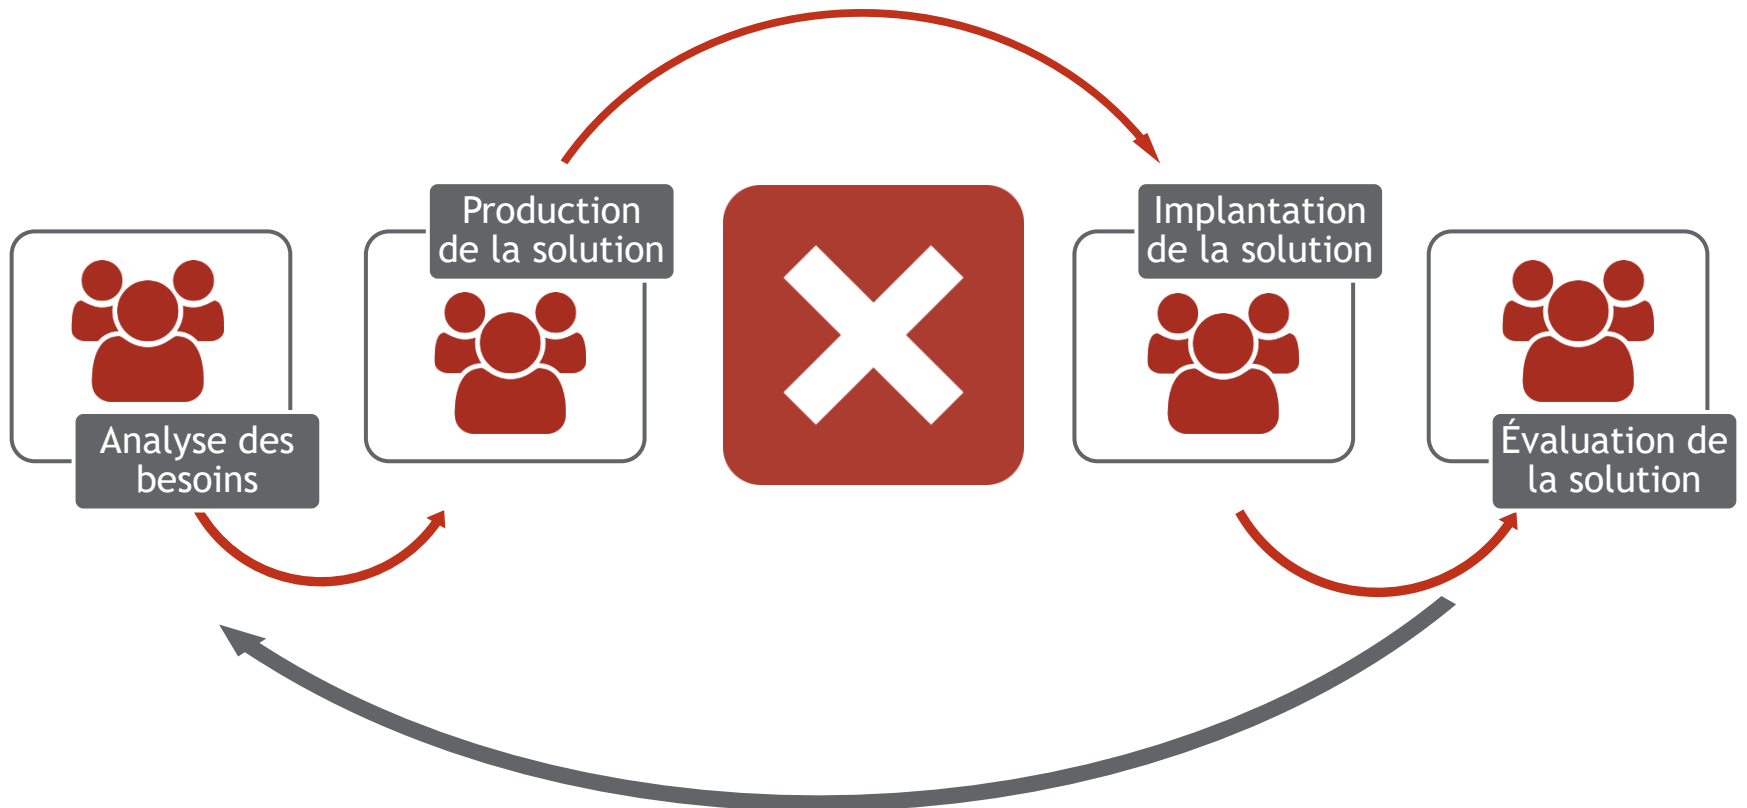 Production
de la solution
Implantation
de la solution
Analyse des
besoins
Évaluation de
la solution